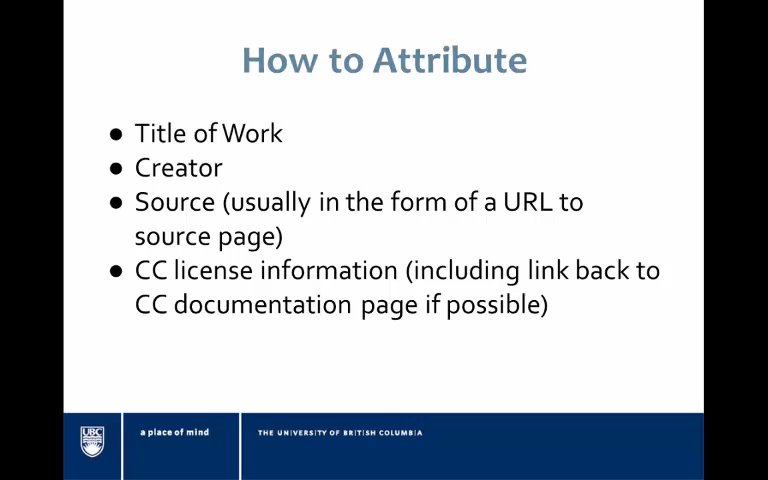 How to Attribute
● Title of Work
● Creator
● Source (usually in the form of a URL to
source page)
● CC license information (including link back to
CC documentation page if possible)
UBC
a place of mind
THE UNIVERSITY OF BRITISH COLUMBIA